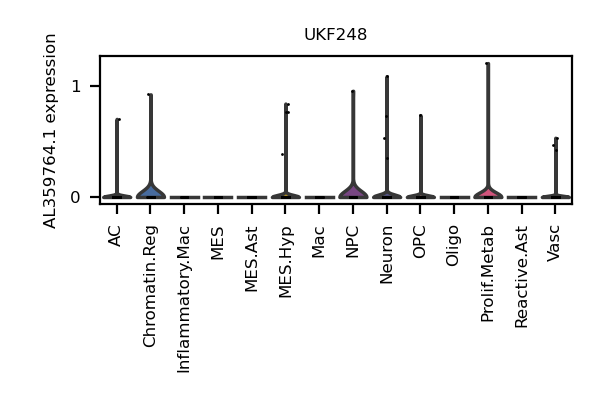 UKF248
AL359764.1 expression
1
0
AC
Chromatin.Reg
Inflammatory.Mac
MES
MES.Ast
MES.Hyp
Mac
NPC
Neuron
OPC
Oligo
Prolif.Metab
Reactive.Ast
Vasc